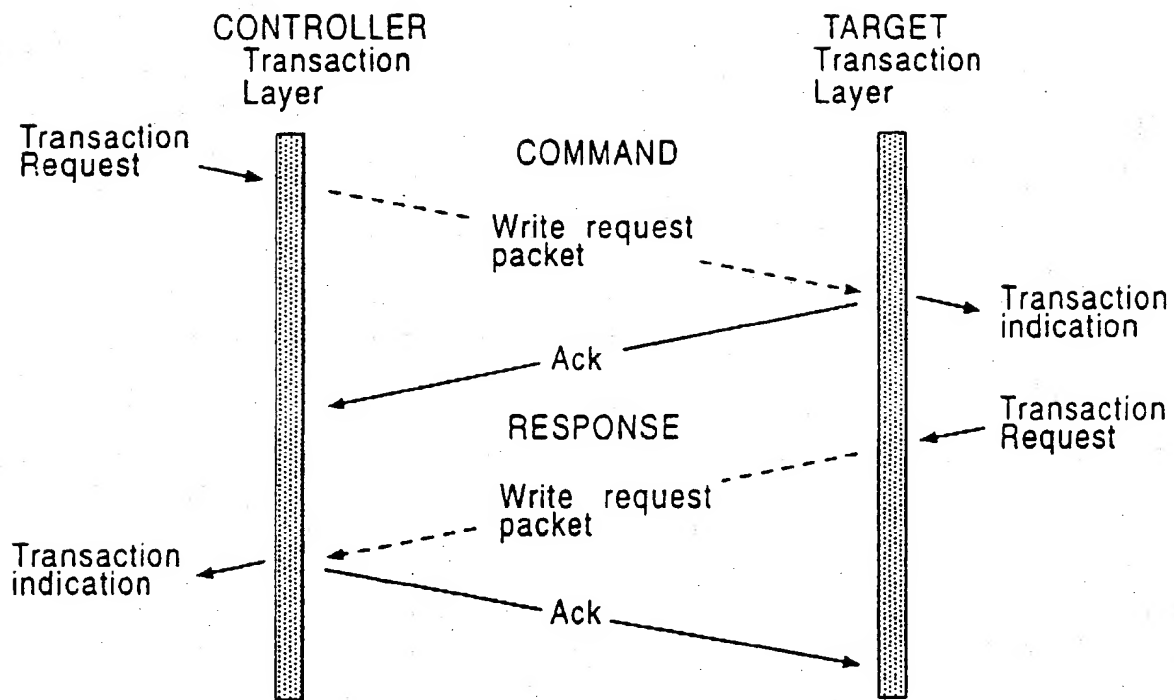 CONTROLLER
Transaction
Layer
TARGET
Transaction
Layer
Transaction
Request
COMMAND
Write request
packet
Transaction
indication
Ack
RESPONSE
Transaction
Request
Write request
packet
Transaction
indication
Ack